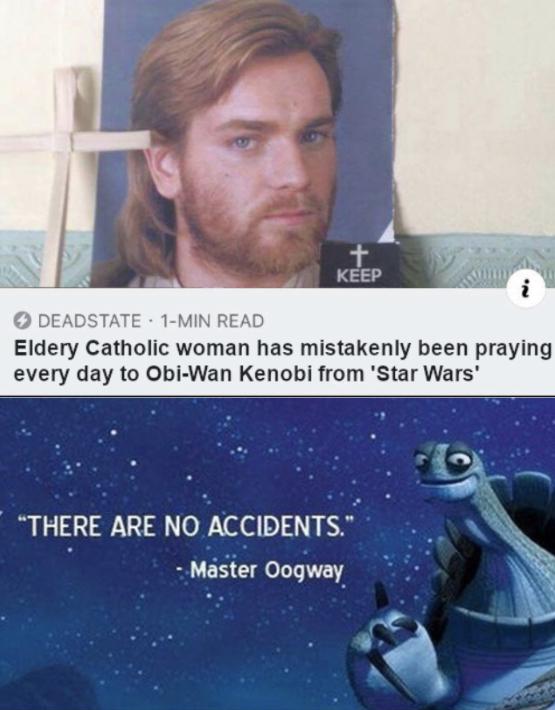 KEEP
i
DEADSTATE · 1-MIN READ
Eldery Catholic woman has mistakenly been praying
every day to Obi-Wan Kenobi from 'Star Wars'
“THERE ARE NO ACCIDENTS.”
- Master Oogway